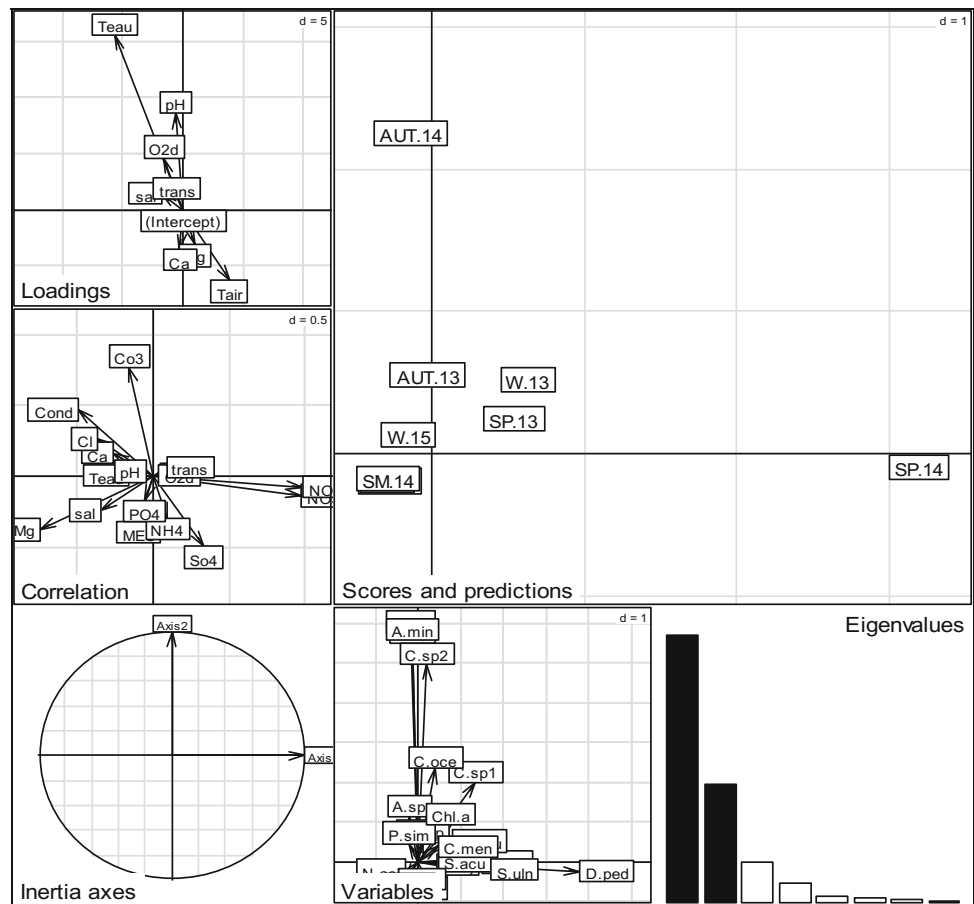 d = 5
Teau
pH
O2d
trans
(Intercept)
Ca
Tair
Loadings
d = 0.5
Co3
Cond
Cl
Ca
trans
pH
sal
PO4
NH4
Mg
So4
Correlation
d = 1
AUT.14
AUT.13
W.13
SP.13
W.15
SP.14
SM.14
Scores and predictions
Axis2
Axis
Inertia axes
d = 1
A.min
C.sp2
C.oce
C.sp1
A.sp
Chl.a
P.sim
C.men
S.acu
S.uln
D.ped
Variables
Eigenvalues